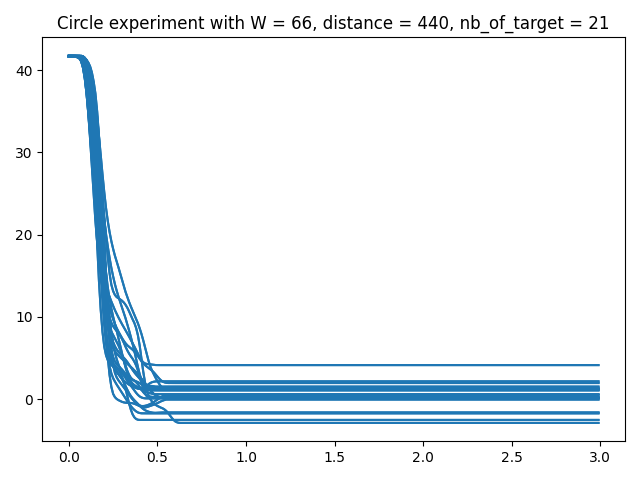 Circle experiment with W = 66, distance = 440, nb_of_target = 21
40
30
20
10
0
0.0 0.5 1.0 1.5 2.0 2.5 3.0